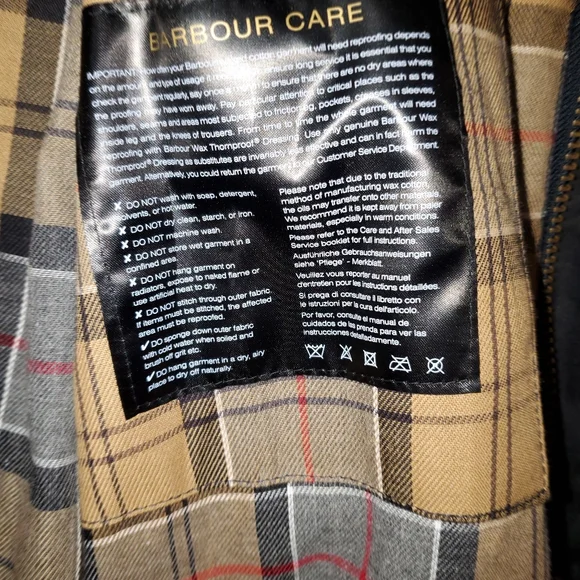 BARBOUR CARE
IMPORTANT: How often your Barbour cotton garment will need reproofing depends
on the amount and type of usage it ensure long service it is essential that you
check the garment regularly, say once a to ensure that there are no dry areas where
the proofing may have worn away. Pay particular attention to critical places such as the
shoulders, seams and areas most subjected to friction eg, pockets, creases in sleeves,
inside leg and the knees of trousers. From time to time the whole garment will need
reproofing with Barbour Wax Thornproof® Dressing. Use only genuine Barbour Wax
Thornproof® Dressing as substitutes are invariably less effective and can in fact harm the
garment. Alternatively, you could return the garment to our Customer Service Department.
✘ DO NOT wash with soap, detergent,
solvents, or hot water.
✘ DO NOT dry clean, starch, or iron.
✘ DO NOT machine wash.
✘ DO NOT store wet garment in a
confined area.
✘ DO NOT hang garment on
radiators, expose to naked flame or
use artificial heat to dry.
✘ DO NOT stitch through outer fabric.
If items must be stitched, the affected
area must be reproofed.
✔ DO sponge down outer fabric
with cold water when soiled and
brush off grit etc.
✔ DO hang garment in a dry, airy
place to dry off naturally.
Please note that due to the traditional
method of manufacturing wax cotton,
the oils may transfer onto other materials.
We recommend it is kept away from paler
materials, especially in warm conditions.
Please refer to the Care and After Sales
Service booklet for full instructions.
Ausführliche Gebrauchsanweisungen
siehe 'Pflege' - Merkblatt.
Veuillez vous reporter au manuel
d'entretien pour les instructions détaillées.
Si prega di consultare il libretto con
le istruzioni per la cura dell'articolo.
Por favor, consulte el manual de
cuidados de las prenda para ver las
instrucciones detalladas.